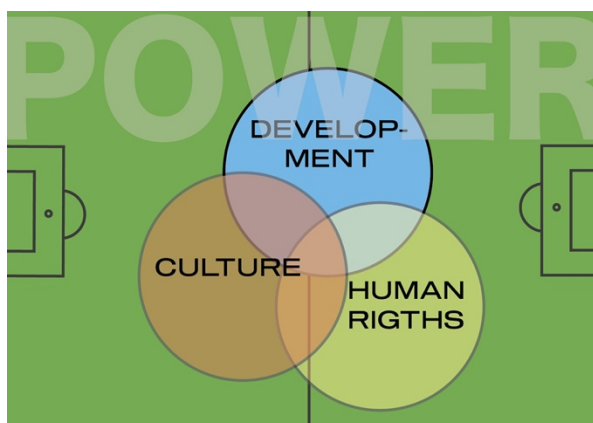 POWER
DEVELOP-
MENT
CULTURE
HUMAN
RIGTHS